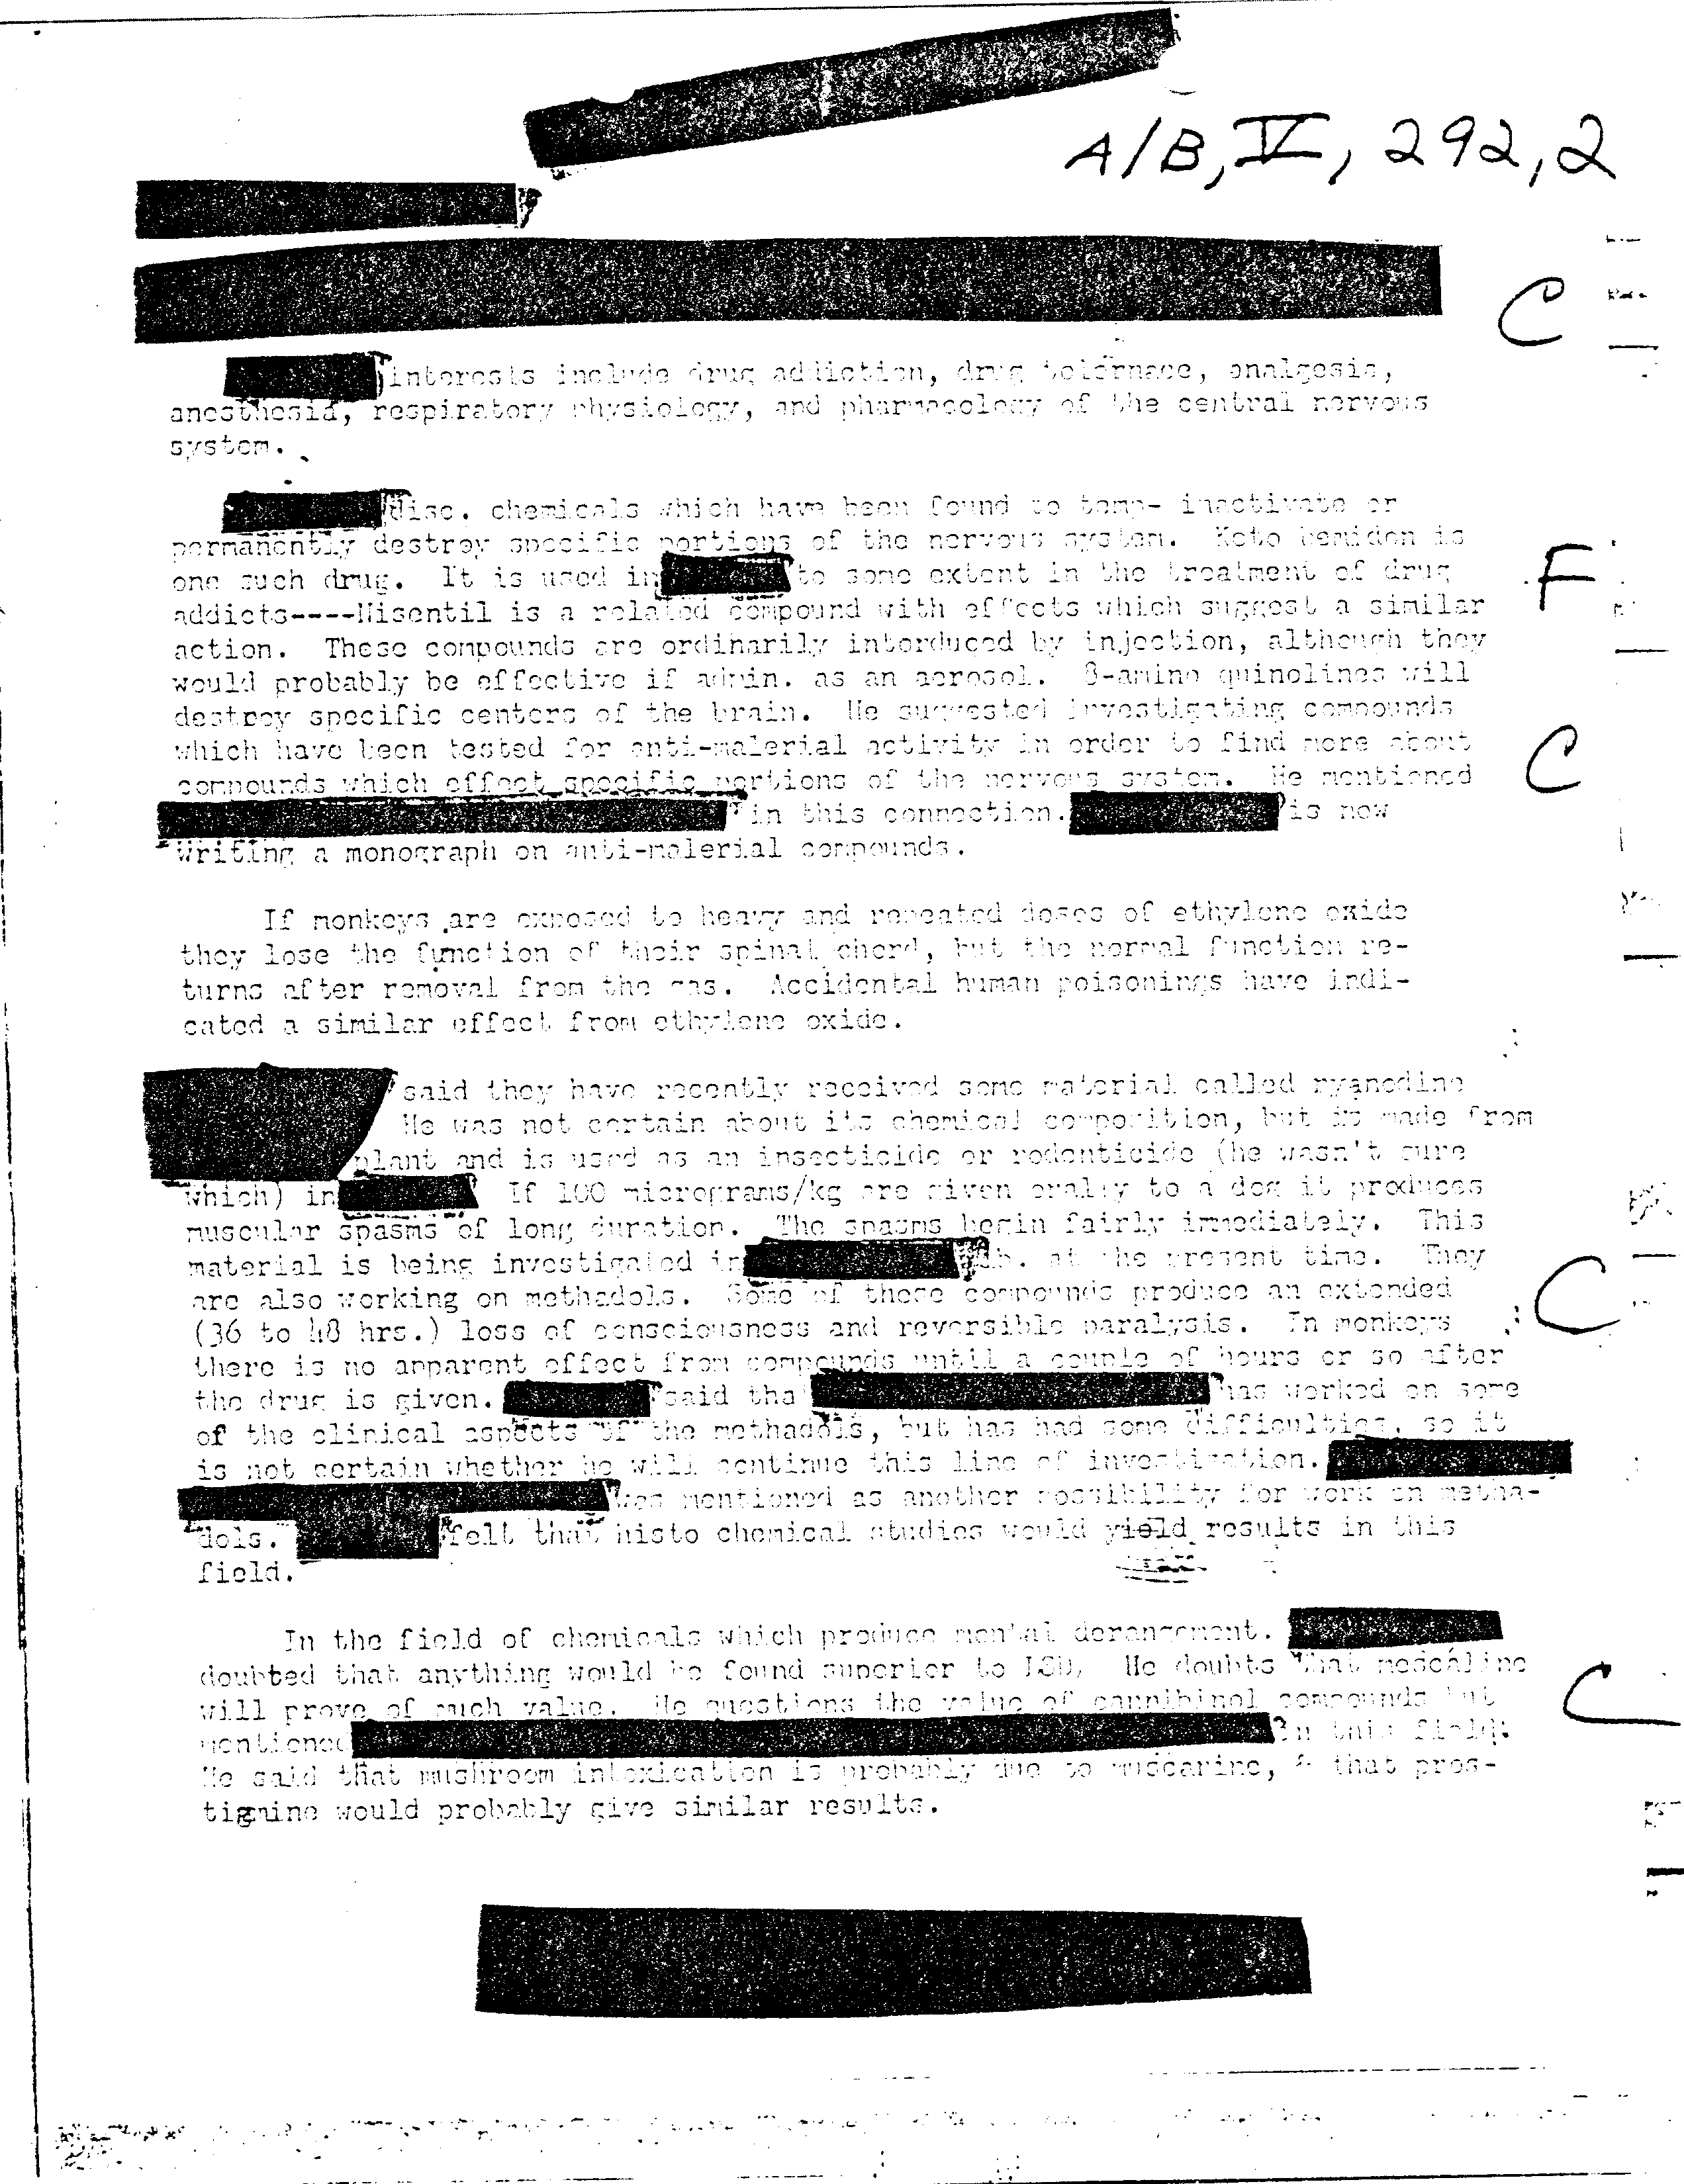 A/B, V, 292, 2
C
interests include drug addiction, drug tolernace, analgesia,
anesthesia, respiratory physiology, and pharmacology of the central nervous
system.
disc. chemicals which have been found to temp- inactivate or
permanently destroy specific portions of the nervous system. Keto bemidon is
F
one such drug. It is used in to some extent in the treatment of drug
addicts----Nisentil is a related compound with effects which suggest a similar
action. These compounds are ordinarily interduced by injection, although they
would probably be effective if admin. as an aerosol. 8-amino quinolines will
destroy specific centers of the brain. He suggested investigating compounds
which have been tested for anti-malerial activity in order to find more about
C
compounds which effect specific portions of the nervous system. He mentioned
in this connection. is now
writing a monograph on anti-malerial compounds.
If monkeys are exposed to heavy and repeated doses of ethylene oxide
they lose the function of their spinal chord, but the normal function re-
turns after removal from the gas. Accidental human poisonings have indi-
cated a similar effect from ethylene oxide.
said they have recently received some material called ryanodine
He was not certain about its chemical composition, but is made from
plant and is used as an insecticide or rodenticide (he wasn't sure
which) in If 100 micrograms/kg are given orally to a dog it produces
muscular spasms of long duration. The spasms begin fairly immediately. This
material is being investigated in at the present time. They
are also working on methadols. Some of these compounds produce an extended
C
(36 to 48 hrs.) loss of consciousness and reversible paralysis. In monkeys
there is no apparent effect from compounds until a couple of hours or so after
the drug is given. said tha has worked on some
of the clinical aspects of the methadols, but has had some difficulties, so it
is not certain whether he will continue this line of investigation.
was mentioned as another possibility for work on metha-
dols. felt that histo chemical studies would yield results in this
field.
In the field of chemicals which produce mental derangement.
doubted that anything would be found superior to LSD. He doubts that mescaline
C
will prove of much value. He questions the value of cannibinol compounds but
mentioned in this field.
He said that mushroom intoxication is probably due to muscarine, & that pros-
tigmine would probably give similar results.